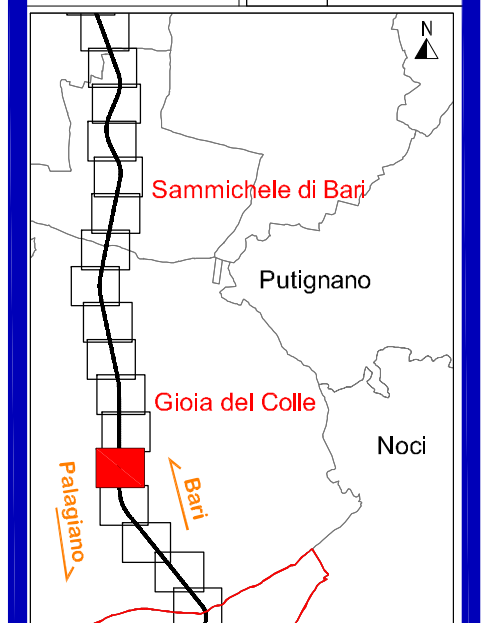 N
Sammichele di Bari
Putignano
Gioia del Colle
Noci
Palagiano
Bari